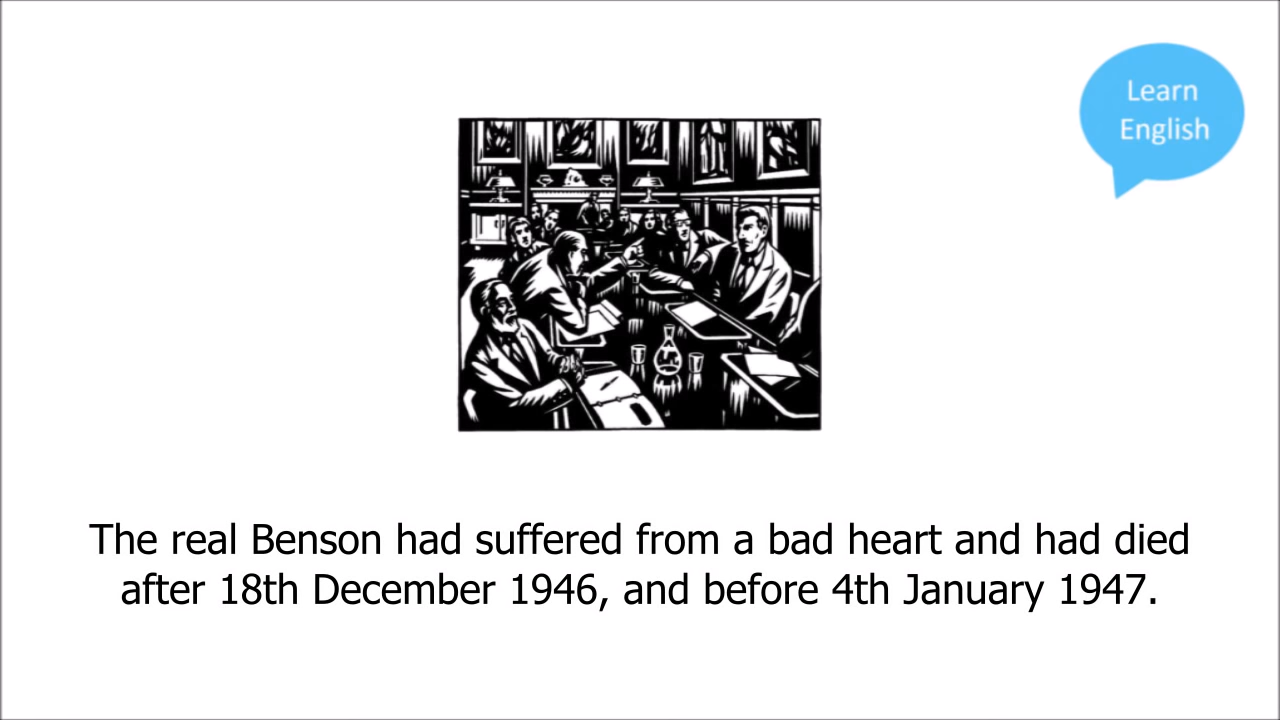 Learn
English
The real Benson had suffered from a bad heart and had died
after 18th December 1946, and before 4th January 1947.